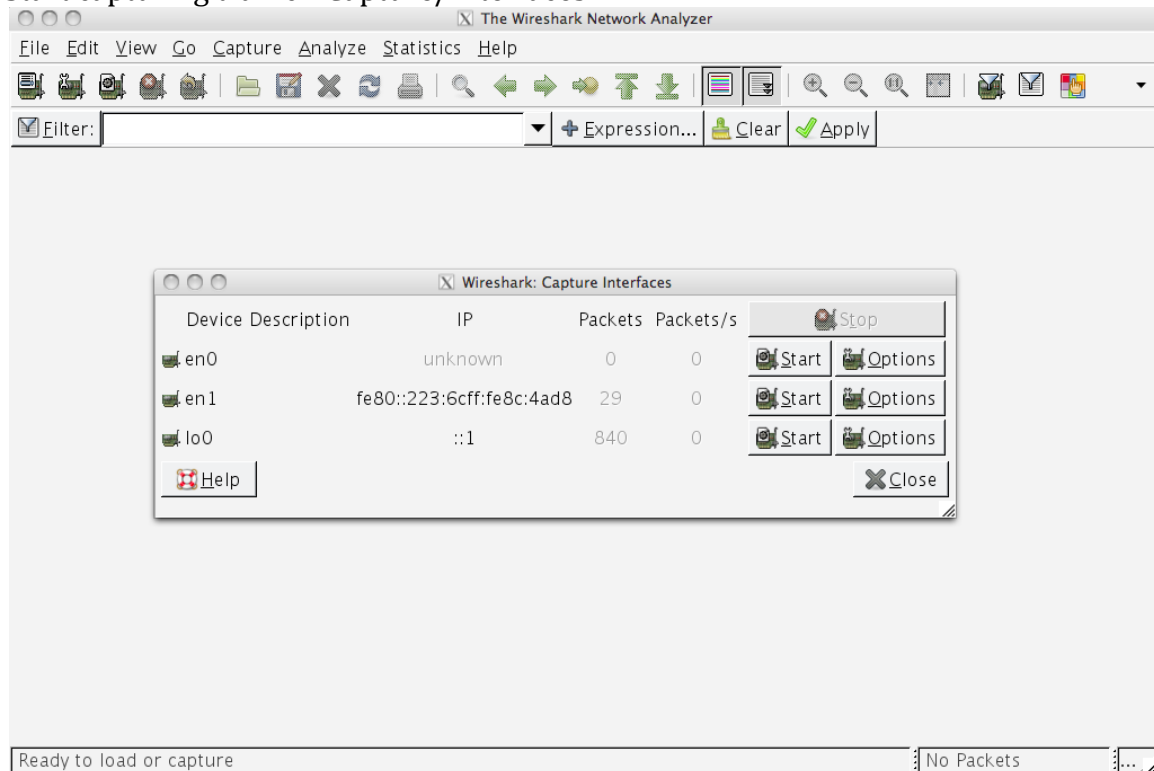 The Wireshark Network Analyzer
File Edit View Go Capture Analyze Statistics Help
Filter: Expression... Clear Apply
Wireshark: Capture Interfaces
Device Description IP Packets Packets/s Stop
en0 unknown 0 0 Start Options
en1 fe80::223:6cff:fe8c:4ad8 29 0 Start Options
lo0 ::1 840 0 Start Options
Help Close
Ready to load or capture No Packets ...